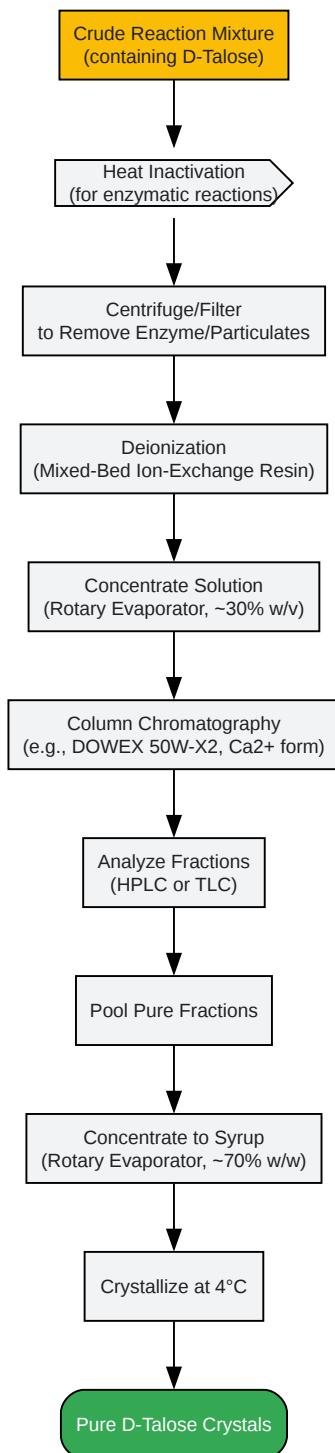 Crude Reaction Mixture
(containing D-Talose)
Heat Inactivation
(for enzymatic reactions)
Centrifuge/Filter
to Remove Enzyme/Particulates
Deionization
(Mixed-Bed Ion-Exchange Resin)
Concentrate Solution
(Rotary Evaporator, ~30% w/v)
Column Chromatography
(e.g., DOWEX 50W-X2, Ca2+ form)
Analyze Fractions
(HPLC or TLC)
Pool Pure Fractions
Concentrate to Syrup
(Rotary Evaporator, ~70% w/w)
Crystallize at 4°C
Pure D-Talose Crystals